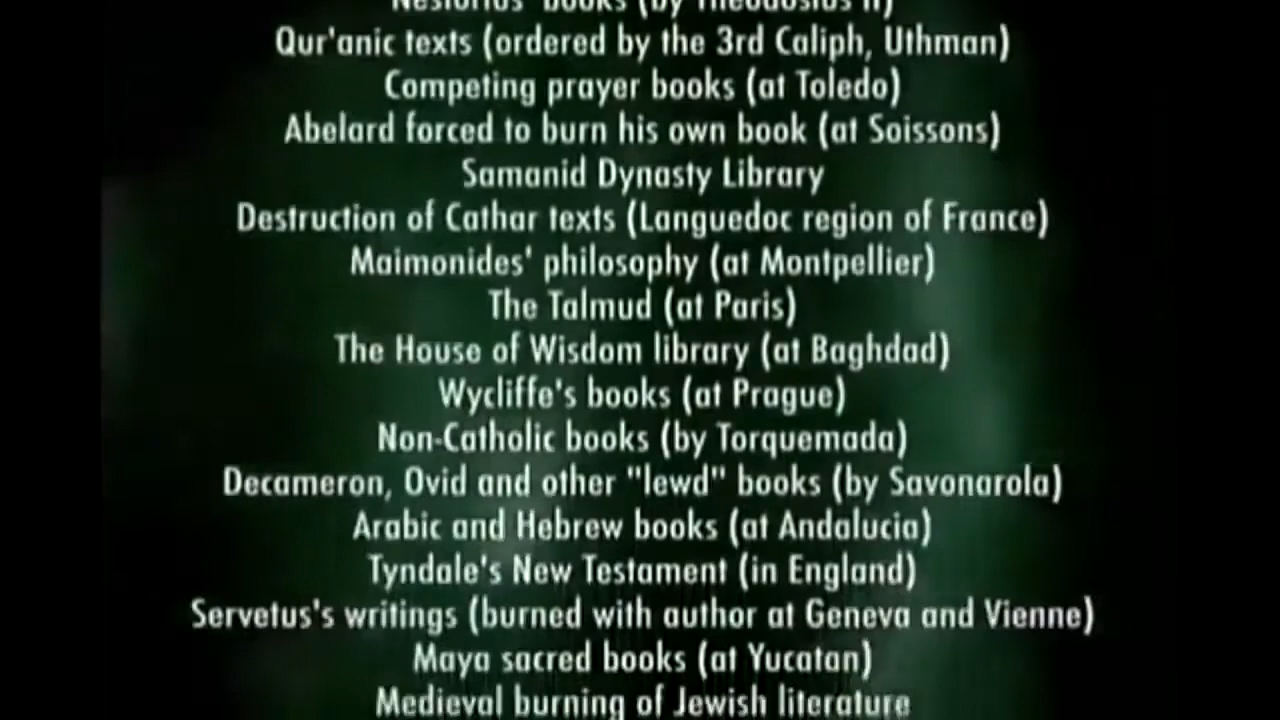 Nestorius' books (by Theodosius II)
Qur'anic texts (ordered by the 3rd Caliph, Uthman)
Competing prayer books (at Toledo)
Abelard forced to burn his own book (at Soissons)
Samanid Dynasty Library
Destruction of Cathar texts (Languedoc region of France)
Maimonides' philosophy (at Montpellier)
The Talmud (at Paris)
The House of Wisdom library (at Baghdad)
Wycliffe's books (at Prague)
Non-Catholic books (by Torquemada)
Decameron, Ovid and other "lewd" books (by Savonarola)
Arabic and Hebrew books (at Andalucia)
Tyndale's New Testament (in England)
Servetus's writings (burned with author at Geneva and Vienne)
Maya sacred books (at Yucatan)
Medieval burning of Jewish literature